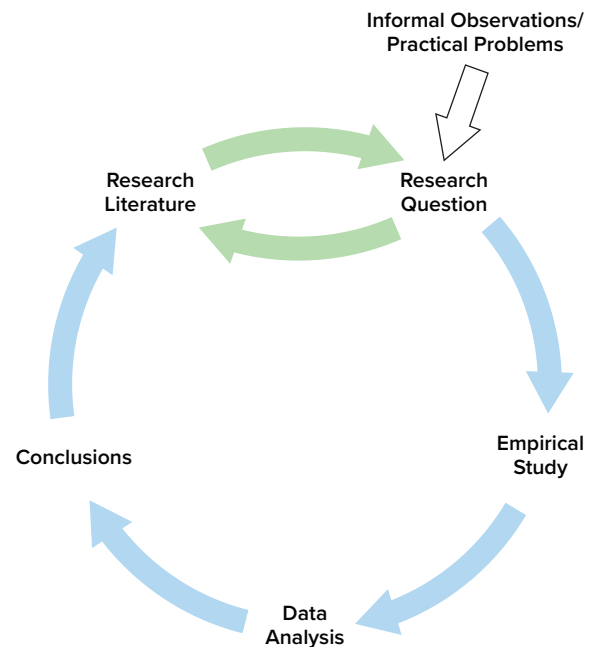 Informal Observations/
Practical Problems
Research
Literature
Research
Question
Empirical
Study
Conclusions
Data
Analysis